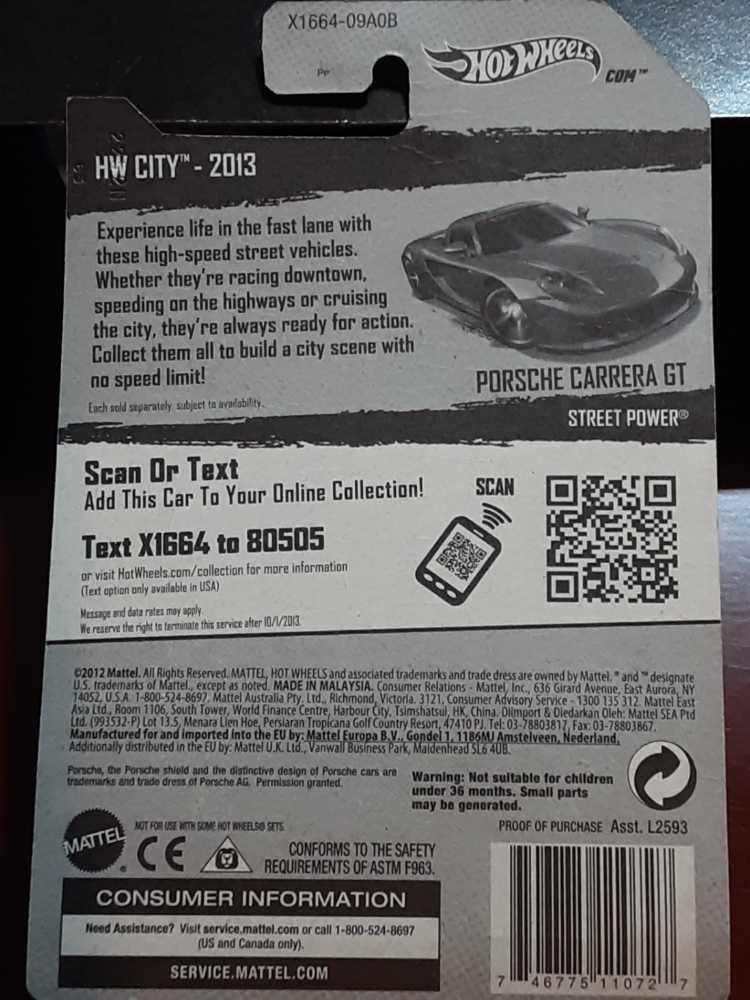 X1664-09A0B
PP
HOT WHEELS
COM™
HW CITY™ - 2013
Experience life in the fast lane with
these high-speed street vehicles.
Whether they're racing downtown,
speeding on the highways or cruising
the city, they're always ready for action.
Collect them all to build a city scene with
no speed limit!
Each sold separately, subject to availability.
PORSCHE CARRERA GT
STREET POWER®
Scan Or Text
Add This Car To Your Online Collection!
SCAN
Text X1664 to 80505
or visit HotWheels.com/collection for more information
(Text option only available in USA)
Message and data rates may apply.
We reserve the right to terminate this service after 10/1/2013.
©2012 Mattel. All Rights Reserved. MATTEL, HOT WHEELS and associated trademarks and trade dress are owned by Mattel. ® and ™ designate
U.S. trademarks of Mattel, except as noted. MADE IN MALAYSIA. Consumer Relations - Mattel, Inc., 636 Girard Avenue, East Aurora, NY
14052, U.S.A. 1-800-524-8697. Mattel Australia Pty. Ltd., Richmond, Victoria. 3121. Consumer Advisory Service - 1300 135 312. Mattel East
Asia Ltd., Room 1106, South Tower, World Finance Centre, Harbour City, Tsimshatsui, HK, China. Diimport & Diedarkan Oleh: Mattel SEA Ptd
Ltd. (993532-P) Lot 13.5, Menara Lien Hoe, Persiaran Tropicana Golf Country Resort, 47410 PJ. Tel: 03-78803817, Fax: 03-78803867.
Manufactured for and imported into the EU by: Mattel Europa B.V., Gondel 1, 1186MJ Amstelveen, Nederland.
Additionally distributed in the EU by: Mattel U.K. Ltd., Vanwall Business Park, Maidenhead SL6 4UB.
Porsche, the Porsche shield and the distinctive design of Porsche cars are
trademarks and trade dress of Porsche AG. Permission granted.
Warning: Not suitable for children
under 36 months. Small parts
may be generated.
PROOF OF PURCHASE Asst. L2593
MATTEL
NOT FOR USE WITH SOME HOT WHEELS® SETS.
CE
CONFORMS TO THE SAFETY
REQUIREMENTS OF ASTM F963.
CONSUMER INFORMATION
Need Assistance? Visit service.mattel.com or call 1-800-524-8697
(US and Canada only).
SERVICE.MATTEL.COM
7 46775 11072 7